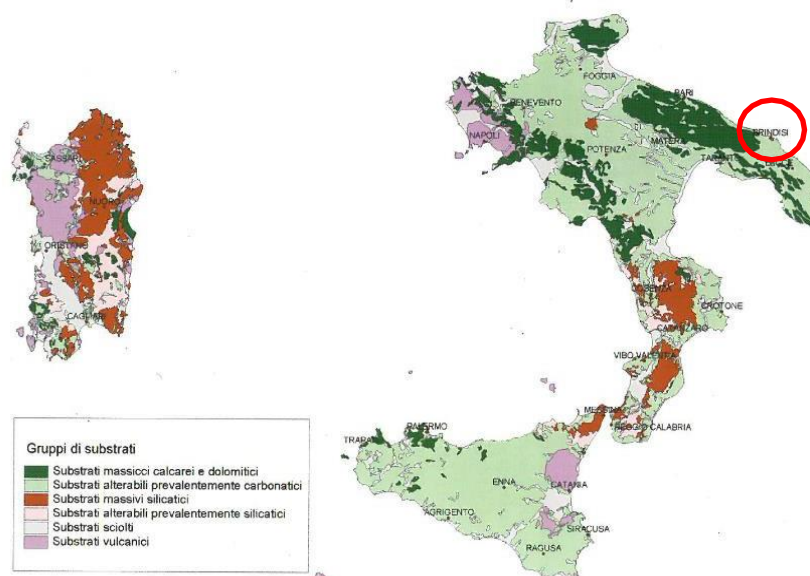 FOGGIA
BARI
BENEVENTO
BRINDISI
NAPOLI
MATERA
POTENZA
TARANTO
SASSARI
NUORO
ORISTANO
CAGLIARI
COSENZA
CROTONE
CATANZARO
VIBO VALENTIA
MESSINA
REGGIO CALABRIA
PALERMO
TRAPANI
ENNA
CATANIA
AGRIGENTO
SIRACUSA
RAGUSA
Gruppi di substrati
Substrati massicci calcarei e dolomitici
Substrati alterabili prevalentemente carbonatici
Substrati massivi silicatici
Substrati alterabili prevalentemente silicatici
Substrati sciolti
Substrati vulcanici